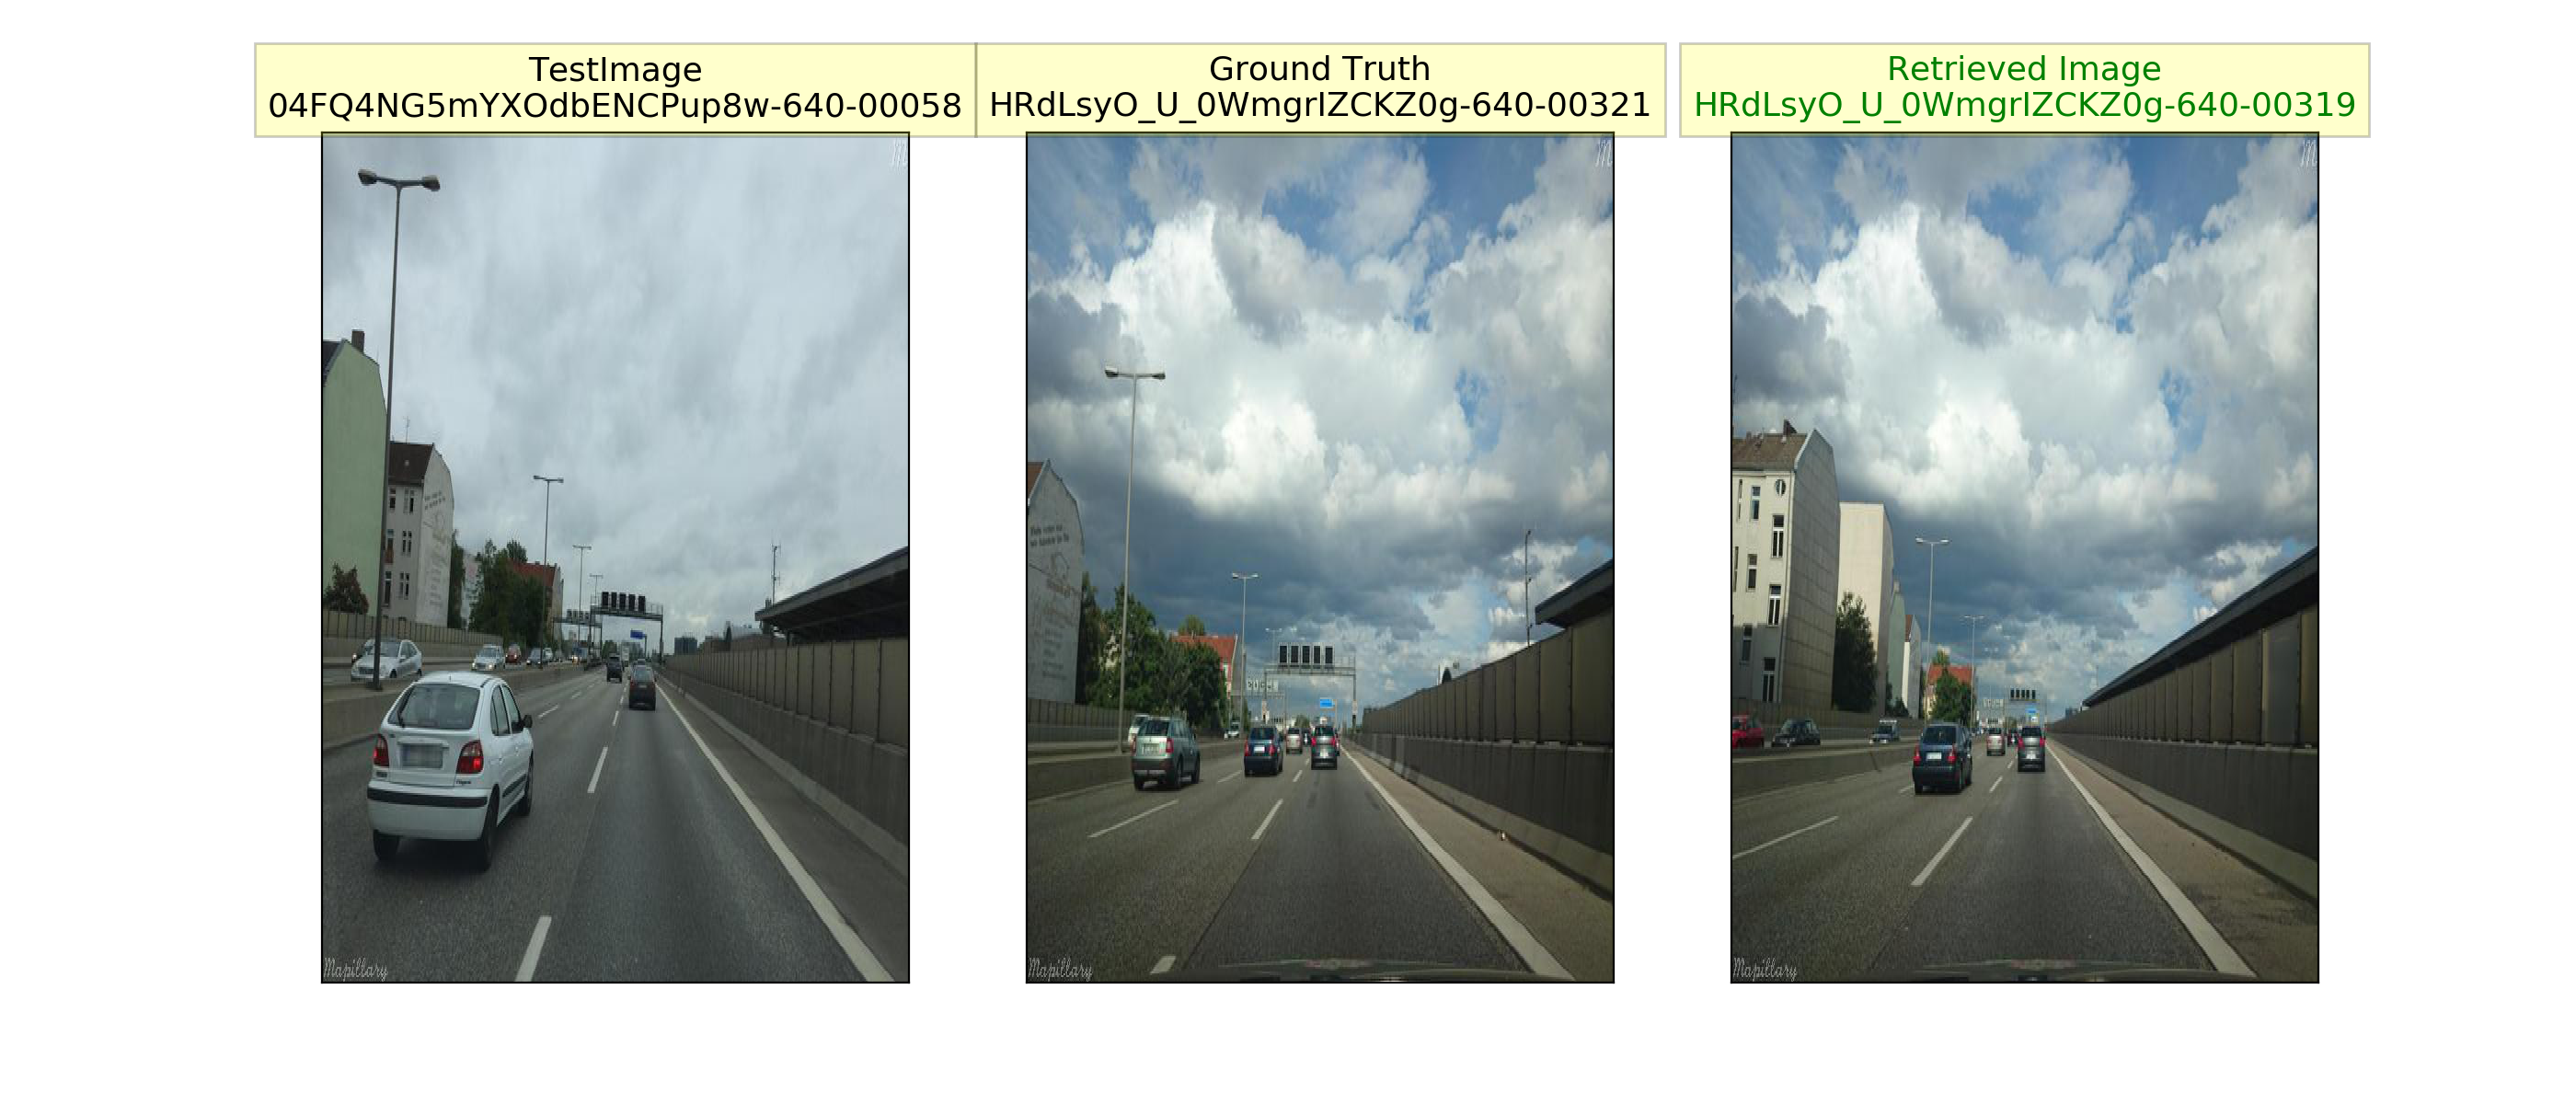 TestImage
04FQ4NG5mYXOdbENCPup8w-640-00058
Ground Truth
HRdLsyO_U_0WmgrIZCKZ0g-640-00321
Retrieved Image
HRdLsyO_U_0WmgrIZCKZ0g-640-00319
M
M
M
Mapillary
Mapillary
Mapillary